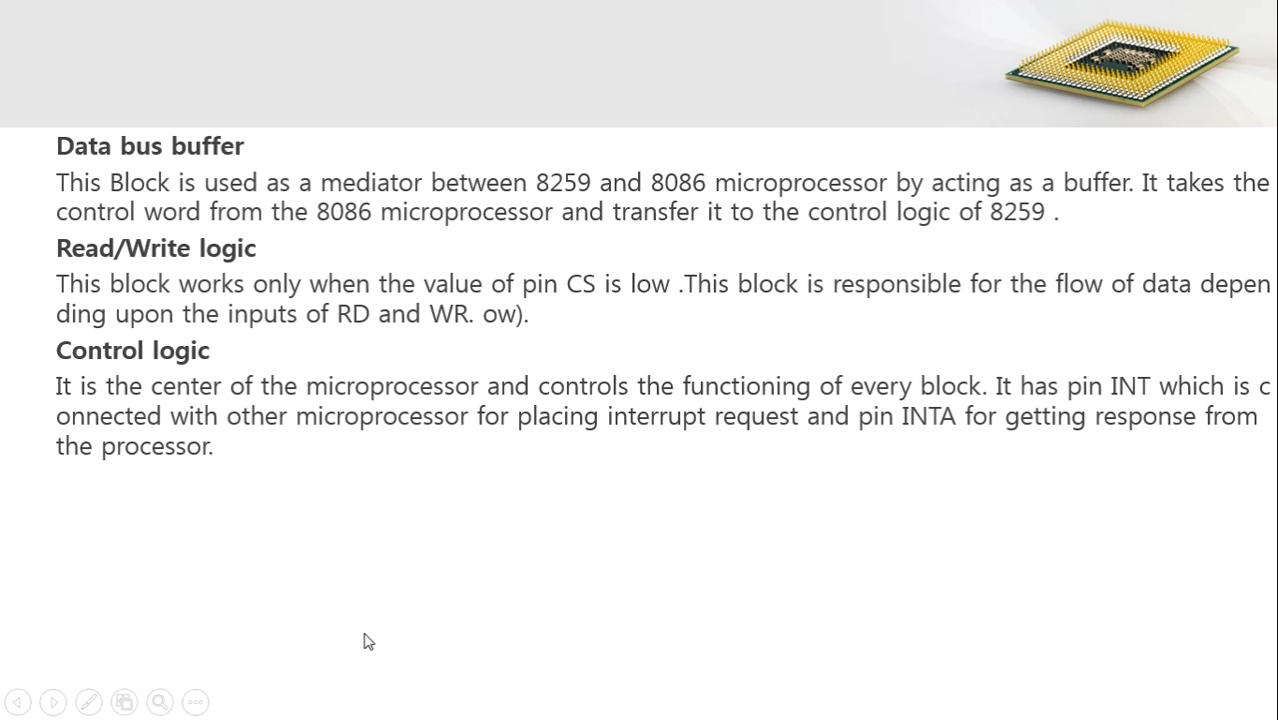 Data bus buffer
This Block is used as a mediator between 8259 and 8086 microprocessor by acting as a buffer. It takes the
control word from the 8086 microprocessor and transfer it to the control logic of 8259 .
Read/Write logic
This block works only when the value of pin CS is low .This block is responsible for the flow of data depen
ding upon the inputs of RD and WR. ow).
Control logic
It is the center of the microprocessor and controls the functioning of every block. It has pin INT which is c
onnected with other microprocessor for placing interrupt request and pin INTA for getting response from
the processor.